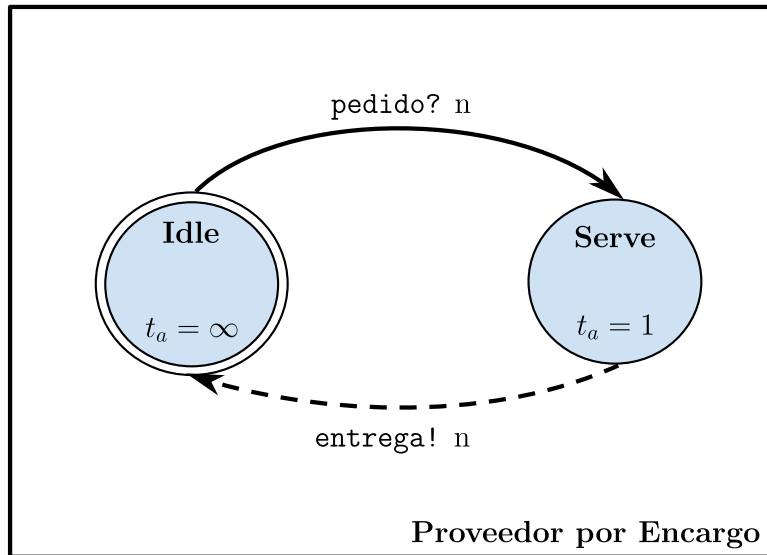 pedido? n
Idle
Serve
t_a = ∞
t_a = 1
entrega! n
Proveedor por Encargo